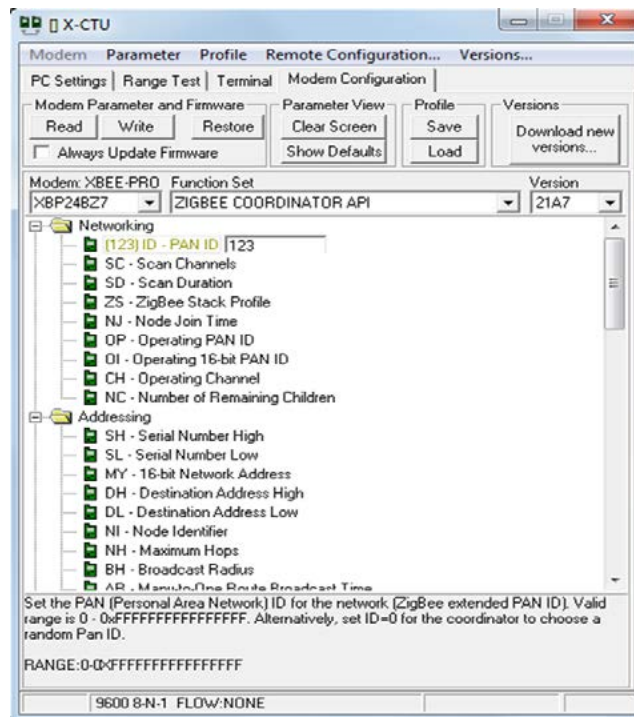 X-CTU
Modem Parameter Profile Remote Configuration... Versions...
PC Settings Range Test Terminal Modem Configuration
Modem Parameter and Firmware Parameter View Profile Versions
Read Write Restore Clear Screen Save Download new versions...
Always Update Firmware Show Defaults Load
Modem: XBEE-PRO Function Set Version
XBP24BZ7 ZIGBEE COORDINATOR API 21A7
Networking
(123) ID - PAN ID 123
SC - Scan Channels
SD - Scan Duration
ZS - ZigBee Stack Profile
NJ - Node Join Time
OP - Operating PAN ID
OI - Operating 16-bit PAN ID
CH - Operating Channel
NC - Number of Remaining Children
Addressing
SH - Serial Number High
SL - Serial Number Low
MY - 16-bit Network Address
DH - Destination Address High
DL - Destination Address Low
NI - Node Identifier
NH - Maximum Hops
BH - Broadcast Radius
AR - Many-to-One Route Broadcast Time
Set the PAN (Personal Area Network) ID for the network (ZigBee extended PAN ID). Valid
range is 0 - 0xFFFFFFFFFFFFFFFF. Alternatively, set ID=0 for the coordinator to choose a
random Pan ID.
RANGE:0-0XFFFFFFFFFFFFFFFF
9600 8-N-1 FLOW:NONE